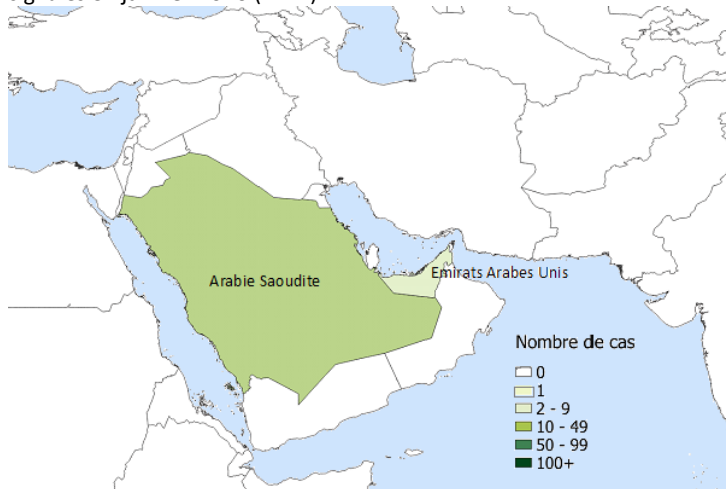 Arabie Saoudite
Emirats Arabes Unis
Nombre de cas
0
1
2 - 9
10 - 49
50 - 99
100+